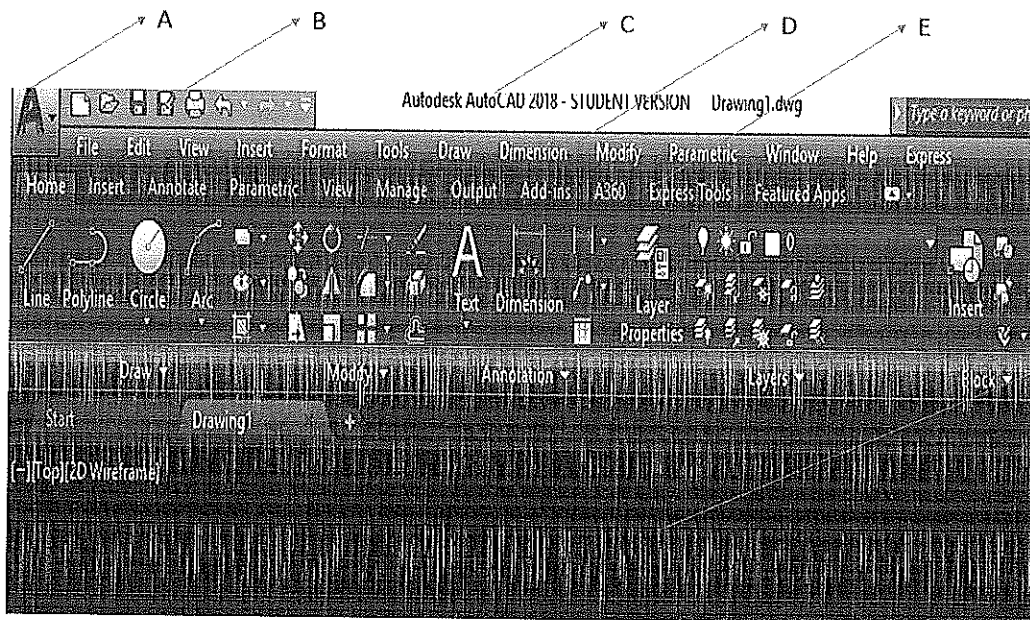 A B C D E
A Autodesk AutoCAD 2018 - STUDENT VERSION Drawing1.dwg Type a keyword or ph
File Edit View Insert Format Tools Draw Dimension Modify Parametric Window Help Express
Home Insert Annotate Parametric View Manage Output Add-ins A360 Express Tools Featured Apps
Line Polyline Circle Arc A Text Dimension Layer Properties Insert
Draw Modify Annotation Layers Block
Start Drawing1 +
[−][Top][2D Wireframe]